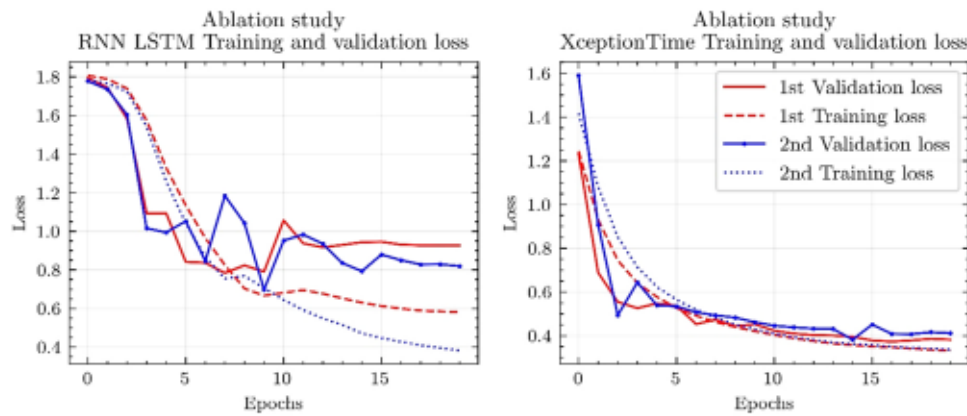 Ablation study
RNN LSTM Training and validation loss
Loss
1.8
1.6
1.4
1.2
1.0
0.8
0.6
0.4
0
5
10
15
Epochs
Ablation study
XceptionTime Training and validation loss
Loss
1.6
1.4
1.2
1.0
0.8
0.6
0.4
0
5
10
15
Epochs
1st Validation loss
1st Training loss
2nd Validation loss
2nd Training loss